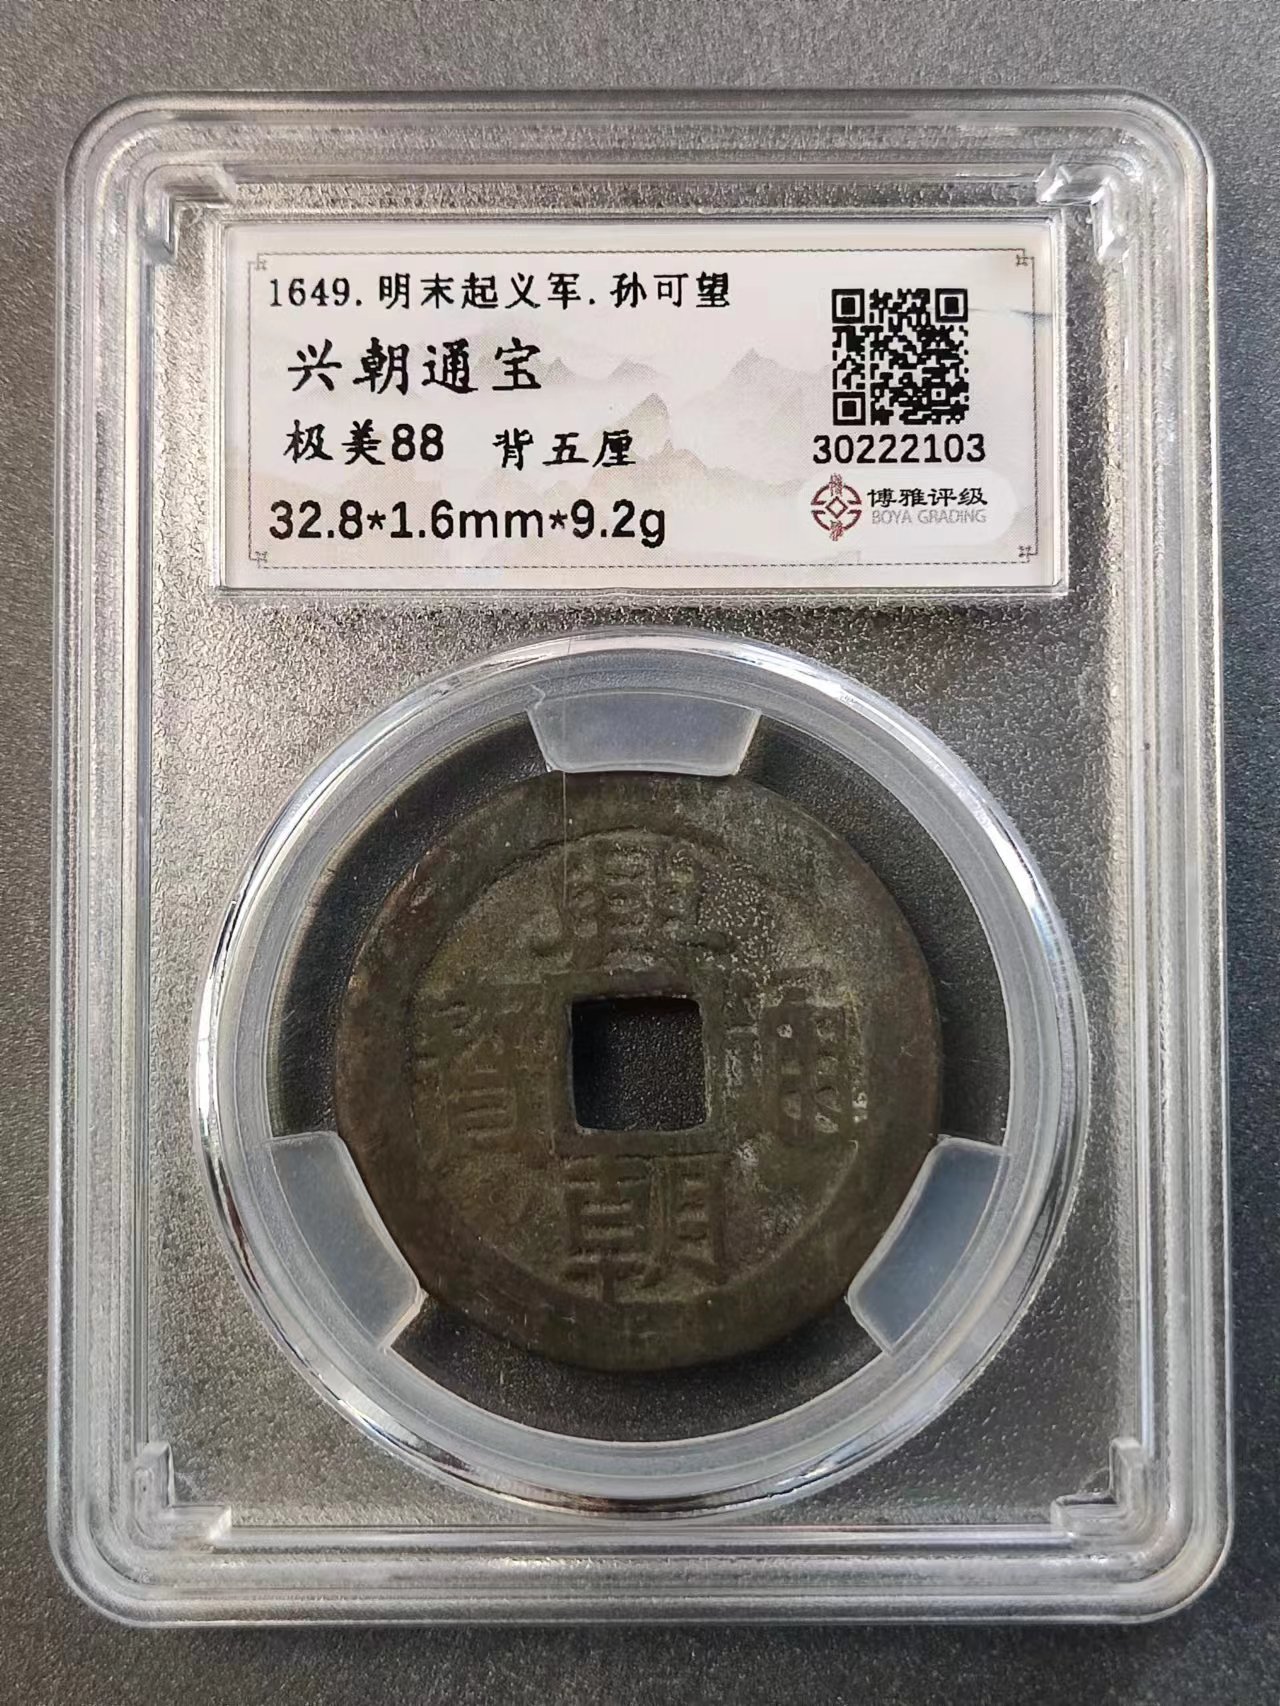 1649.明末起义军.孙可望
兴朝通宝
极美88 背五厘
32.8*1.6mm*9.2g
30222103
博雅评级
BOYA GRADING
興朝通寶